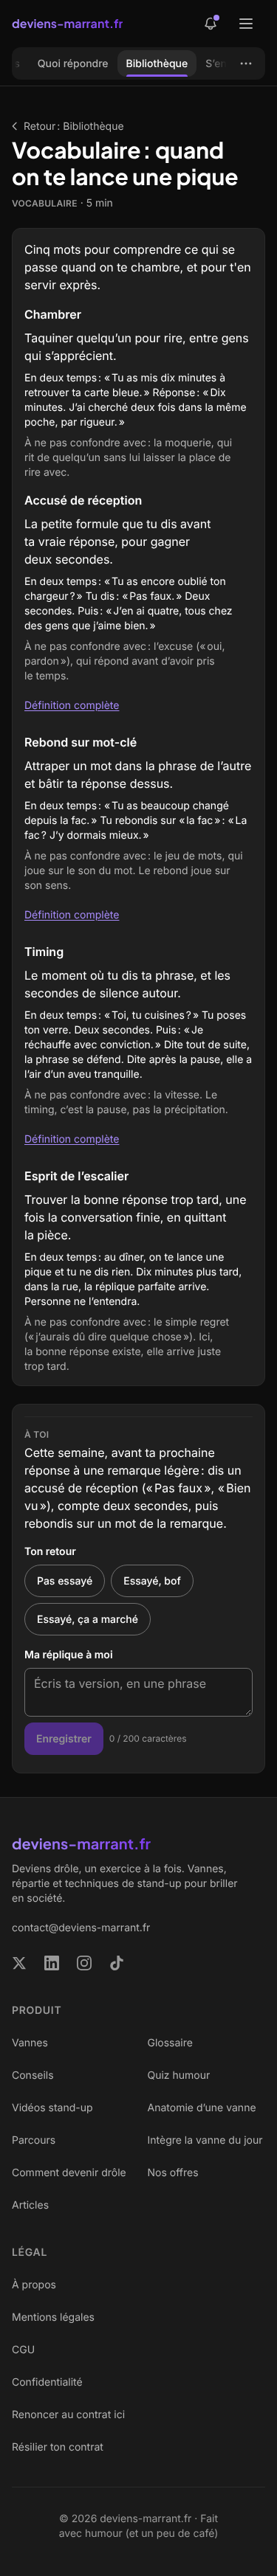 deviens-marrant.fr
s Quoi répondre Bibliothèque S'en
Retour : Bibliothèque
Vocabulaire : quand
on te lance une pique
VOCABULAIRE · 5 min
Cinq mots pour comprendre ce qui se
passe quand on te chambre, et pour t'en
servir exprès.
Chambrer
Taquiner quelqu’un pour rire, entre gens
qui s’apprécient.
En deux temps : « Tu as mis dix minutes à
retrouver ta carte bleue. » Réponse : « Dix
minutes. J’ai cherché deux fois dans la même
poche, par rigueur. »
À ne pas confondre avec : la moquerie, qui
rit de quelqu’un sans lui laisser la place de
rire avec.
Accusé de réception
La petite formule que tu dis avant
ta vraie réponse, pour gagner
deux secondes.
En deux temps : « Tu as encore oublié ton
chargeur ? » Tu dis : « Pas faux. » Deux
secondes. Puis : « J’en ai quatre, tous chez
des gens que j’aime bien. »
À ne pas confondre avec : l’excuse (« oui,
pardon »), qui répond avant d’avoir pris
le temps.
Définition complète
Rebond sur mot-clé
Attraper un mot dans la phrase de l’autre
et bâtir ta réponse dessus.
En deux temps : « Tu as beaucoup changé
depuis la fac. » Tu rebondis sur « la fac » : « La
fac ? J’y dormais mieux. »
À ne pas confondre avec : le jeu de mots, qui
joue sur le son du mot. Le rebond joue sur
son sens.
Définition complète
Timing
Le moment où tu dis ta phrase, et les
secondes de silence autour.
En deux temps : « Toi, tu cuisines ? » Tu poses
ton verre. Deux secondes. Puis : « Je
réchauffe avec conviction. » Dite tout de suite,
la phrase se défend. Dite après la pause, elle a
l’air d’un aveu tranquille.
À ne pas confondre avec : la vitesse. Le
timing, c’est la pause, pas la précipitation.
Définition complète
Esprit de l’escalier
Trouver la bonne réponse trop tard, une
fois la conversation finie, en quittant
la pièce.
En deux temps : au dîner, on te lance une
pique et tu ne dis rien. Dix minutes plus tard,
dans la rue, la réplique parfaite arrive.
Personne ne l’entendra.
À ne pas confondre avec : le simple regret
(« j’aurais dû dire quelque chose »). Ici,
la bonne réponse existe, elle arrive juste
trop tard.
À TOI
Cette semaine, avant ta prochaine
réponse à une remarque légère : dis un
accusé de réception (« Pas faux », « Bien
vu »), compte deux secondes, puis
rebondis sur un mot de la remarque.
Ton retour
Pas essayé Essayé, bof
Essayé, ça a marché
Ma réplique à moi
Écris ta version, en une phrase
Enregistrer 0 / 200 caractères
deviens-marrant.fr
Deviens drôle, un exercice à la fois. Vannes,
répartie et techniques de stand-up pour briller
en société.
contact@deviens-marrant.fr
PRODUIT
Vannes Glossaire
Conseils Quiz humour
Vidéos stand-up Anatomie d’une vanne
Parcours Intègre la vanne du jour
Comment devenir drôle Nos offres
Articles
LÉGAL
À propos
Mentions légales
CGU
Confidentialité
Renoncer au contrat ici
Résilier ton contrat
© 2026 deviens-marrant.fr · Fait
avec humour (et un peu de café)